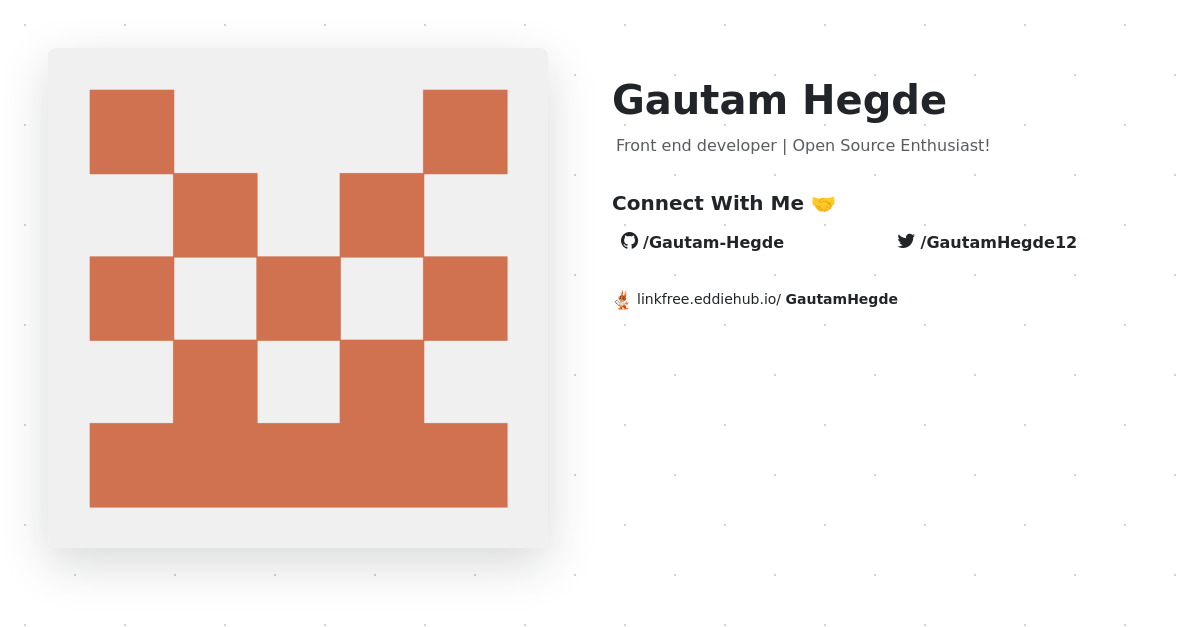 Gautam Hegde
Front end developer | Open Source Enthusiast!
Connect With Me 🤝
/Gautam-Hegde
/GautamHegde12
linkfree.eddiehub.io/ GautamHegde